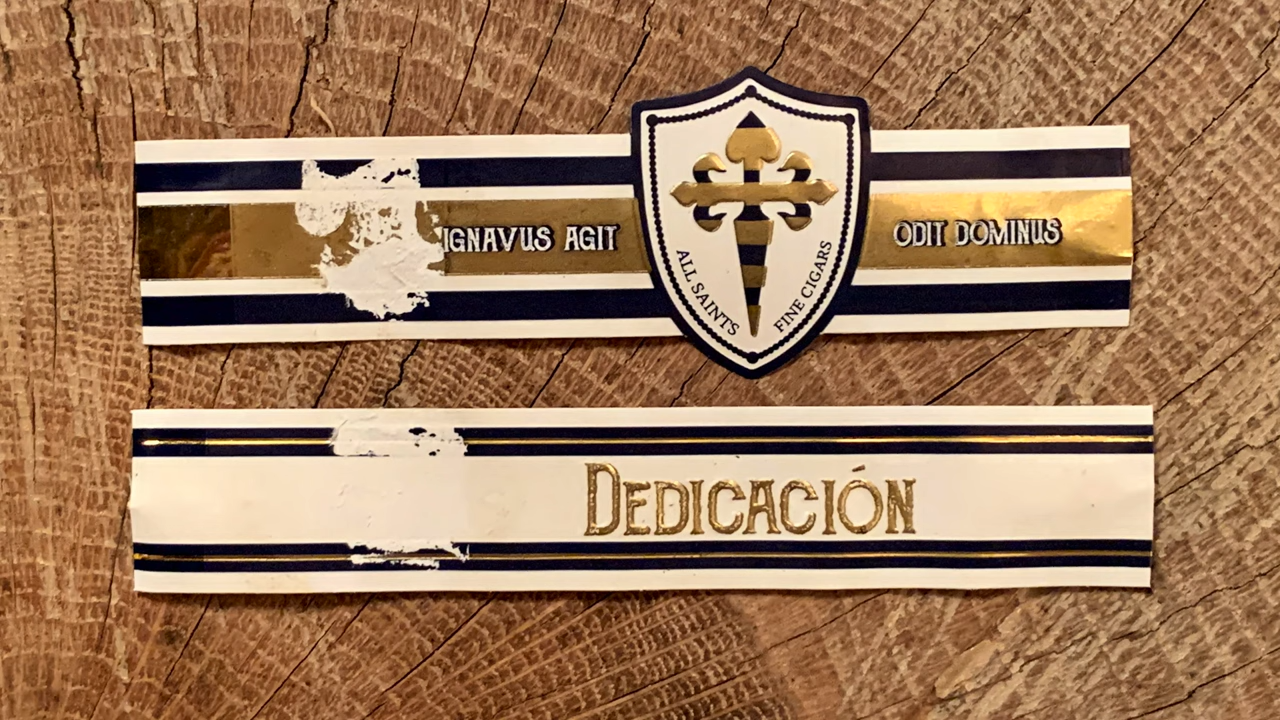 IGNAVUS AGIT
ODIT DOMINUS
ALL SAINTS
FINE CIGARS
DEDICACIÓN